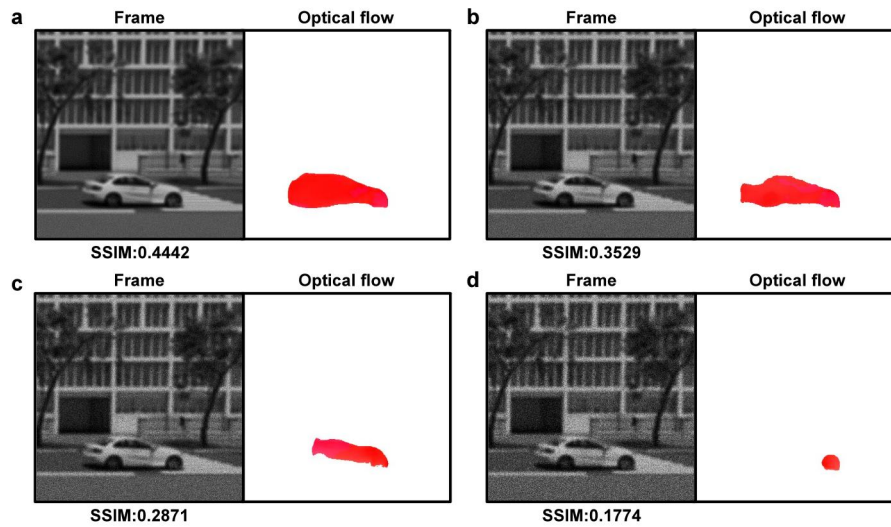 a Frame Optical flow
SSIM:0.4442
b Frame Optical flow
SSIM:0.3529
c Frame Optical flow
SSIM:0.2871
d Frame Optical flow
SSIM:0.1774